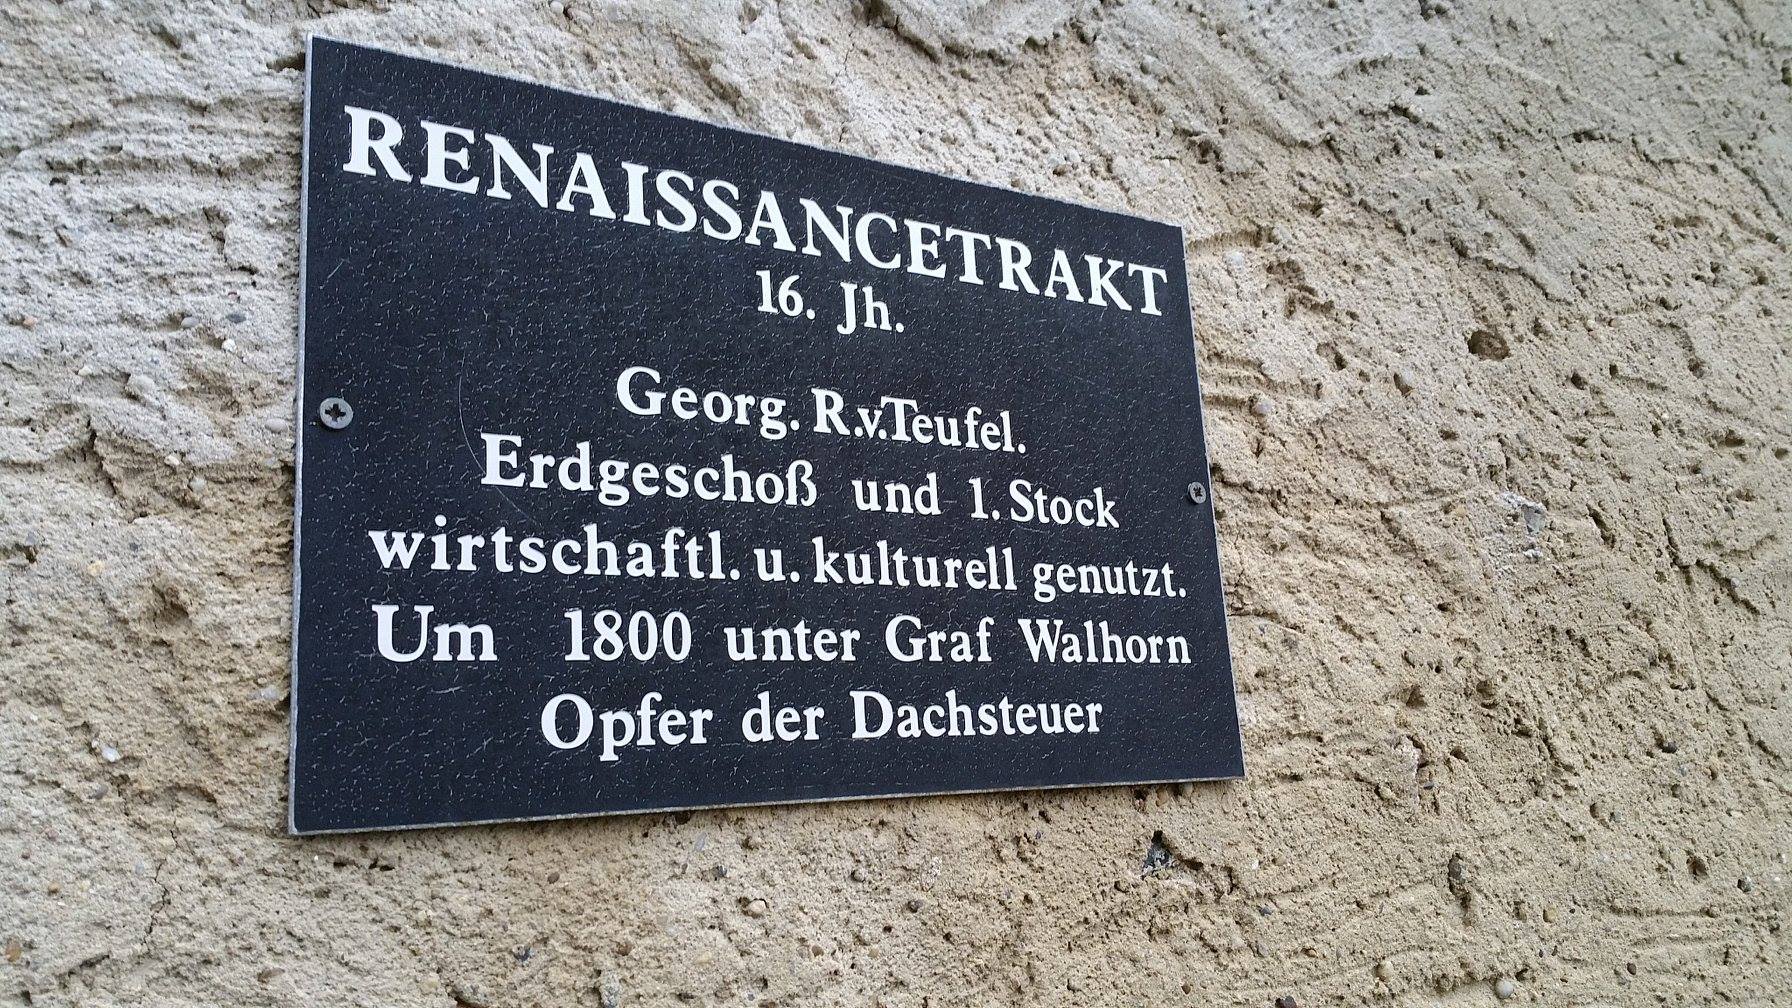 RENAISSANCETRAKT
16. Jh.
Georg. R.v.Teufel.
Erdgeschoß und 1. Stock
wirtschaftl. u. kulturell genutzt.
Um 1800 unter Graf Walhorn
Opfer der Dachsteuer